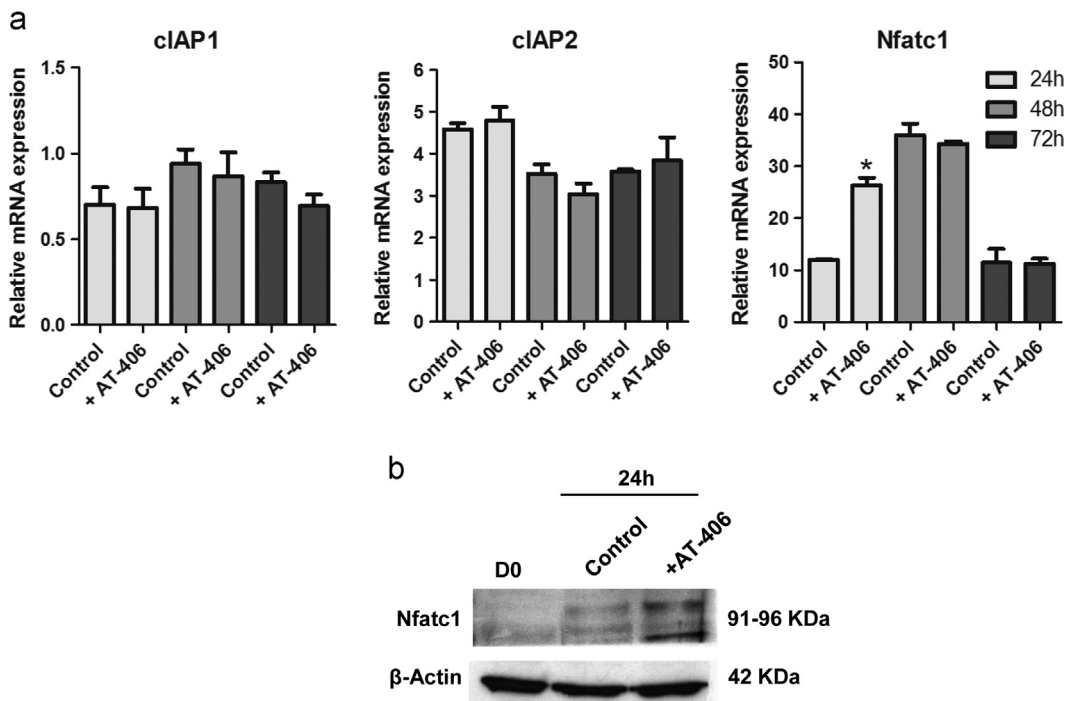 a
cIAP1
cIAP2
Nfatc1
Relative mRNA expression
1.5
1.0
0.5
0.0
Control
+ AT-406
Control
+ AT-406
Control
+ AT-406
Relative mRNA expression
6
5
4
3
2
1
0
Control
+ AT-406
Control
+ AT-406
Control
+ AT-406
Relative mRNA expression
50
40
30
20
10
0
*
24h
48h
72h
Control
+ AT-406
Control
+ AT-406
Control
+ AT-406
b
24h
D0
Control
+AT-406
Nfatc1
91-96 KDa
β-Actin
42 KDa